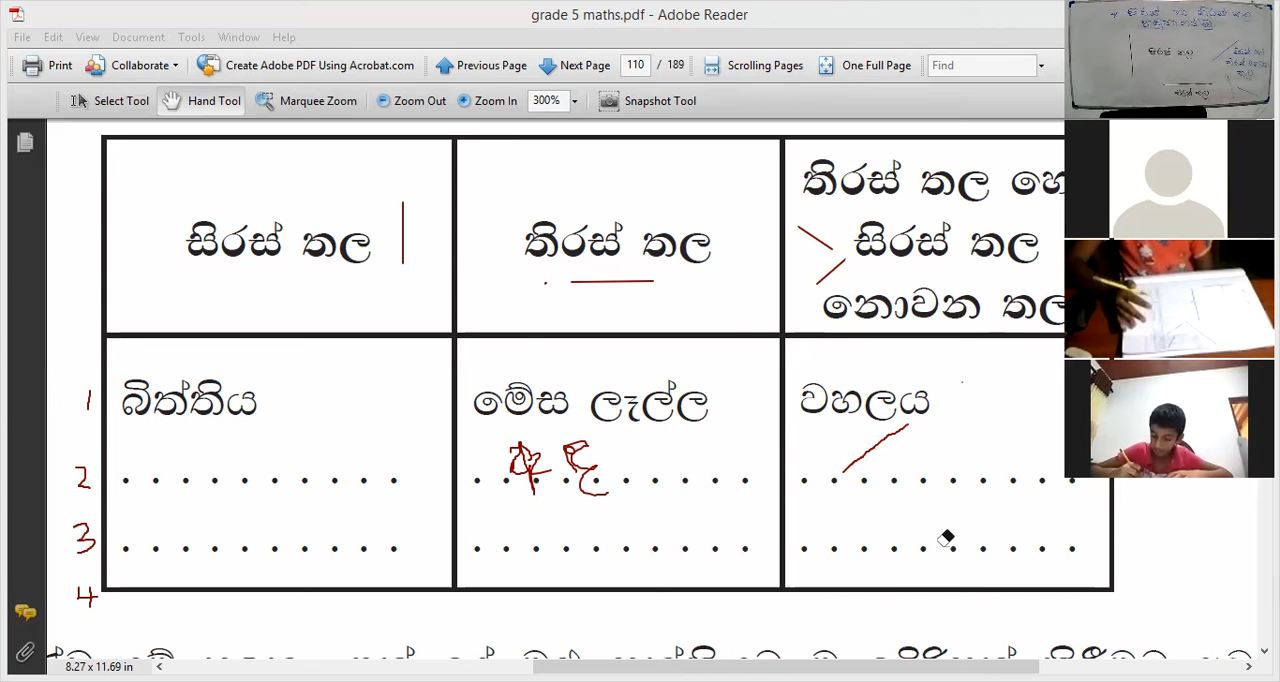 grade 5 maths.pdf - Adobe Reader
File Edit View Document Tools Window Help
Print Collaborate Create Adobe PDF Using Acrobat.com Previous Page Next Page 110 / 189 Scrolling Pages One Full Page Find
Select Tool Hand Tool Marquee Zoom Zoom Out Zoom In 300% Snapshot Tool
සිරස් තල
තිරස් තල
තිරස් තල
සිරස් තල
නොවන තල
1 බිත්තිය මේස ලෑල්ල වහලය
2 . . . . . . . . . . අද . . . . . . . . . .
3 . . . . . . . . . . . . . . . . . . . . . . . . . . . . . .
4
8.27 x 11.69 in
සිරස් තල